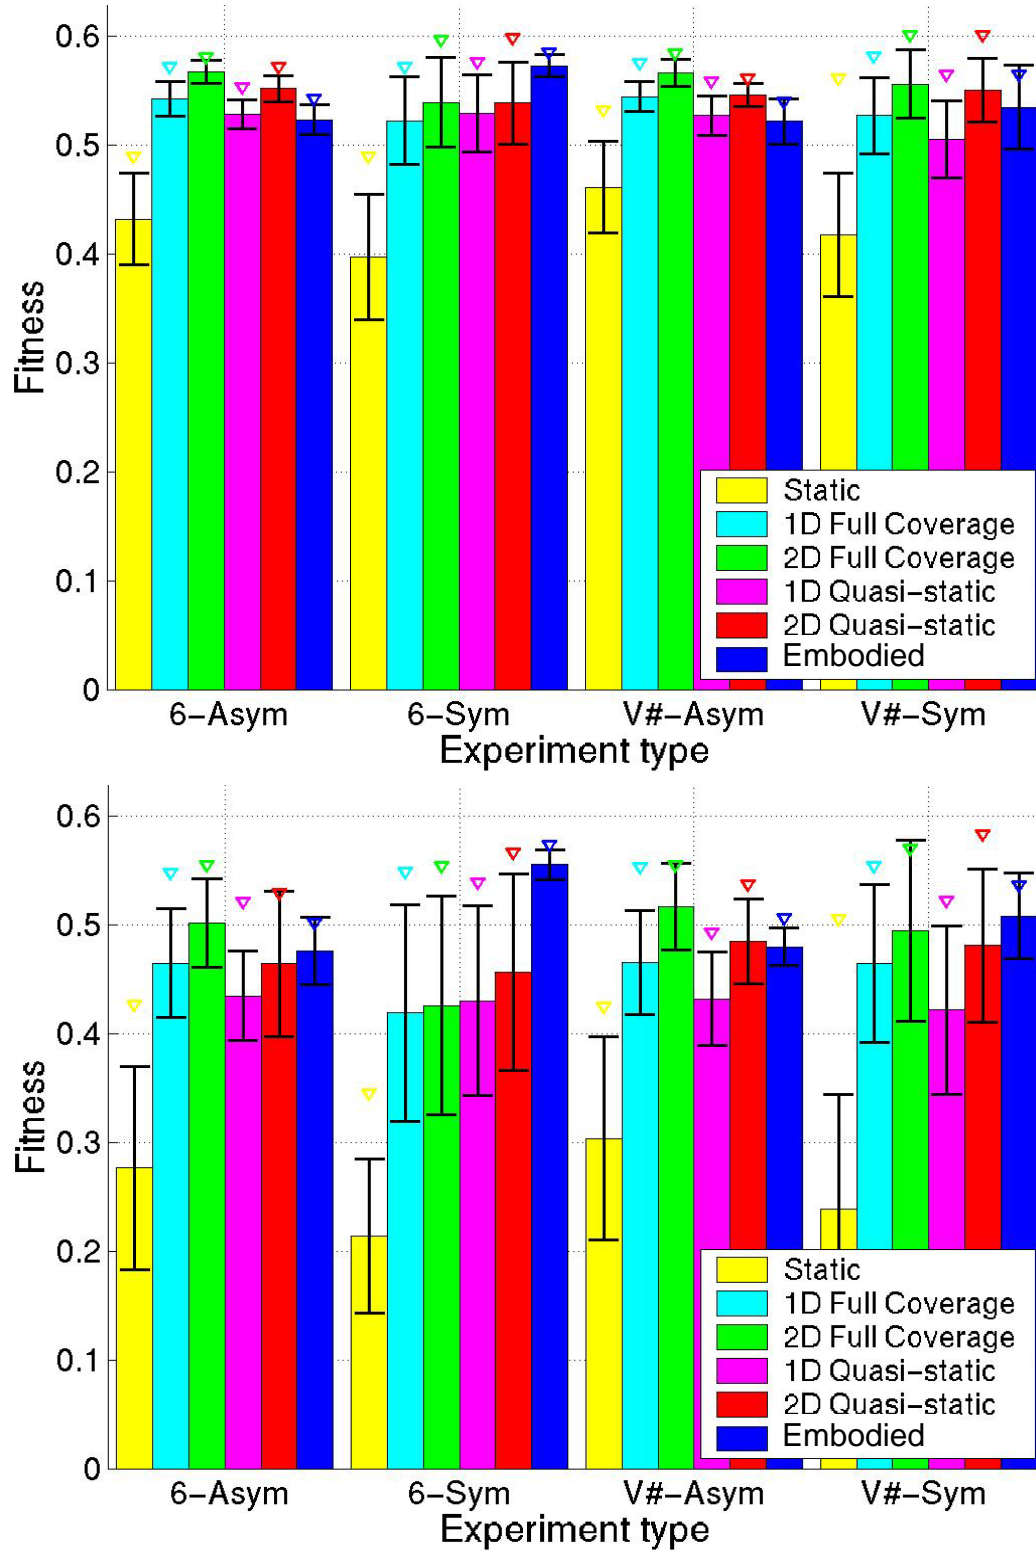 0.6
0.5
0.4
0.3
0.2
0.1
0
Fitness
Static
1D Full Coverage
2D Full Coverage
1D Quasi-static
2D Quasi-static
Embodied
6-Asym
6-Sym
V#-Asym
V#-Sym
Experiment type
0.6
0.5
0.4
0.3
0.2
0.1
0
Fitness
Static
1D Full Coverage
2D Full Coverage
1D Quasi-static
2D Quasi-static
Embodied
6-Asym
6-Sym
V#-Asym
V#-Sym
Experiment type